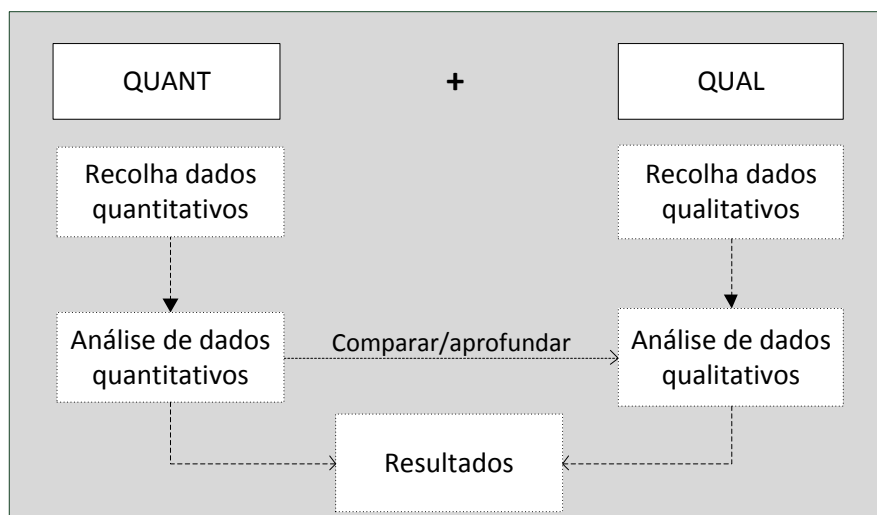 QUANT
+
QUAL
Recolha dados
quantitativos
Recolha dados
qualitativos
Análise de dados
quantitativos
Comparar/aprofundar
Análise de dados
qualitativos
Resultados